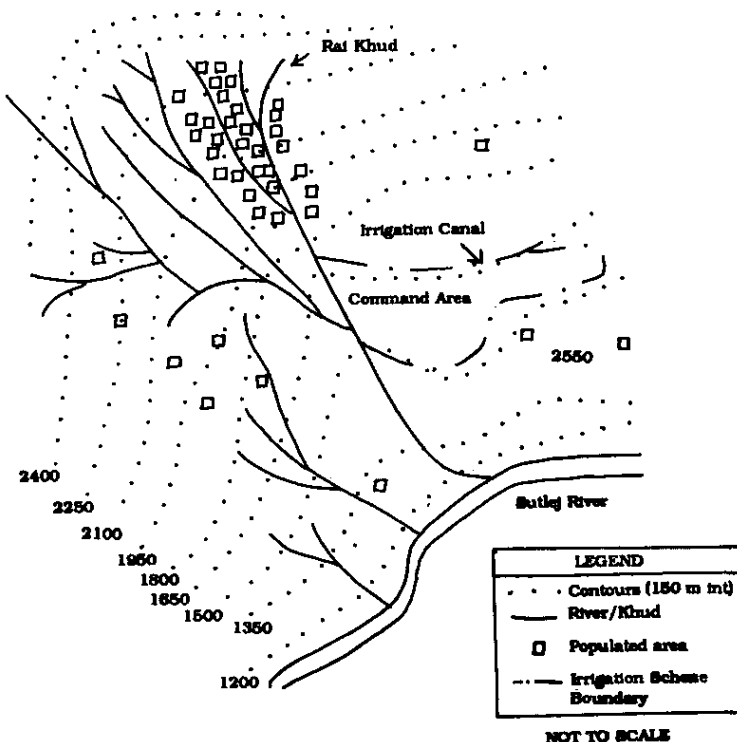 Rai Khud
Irrigation Canal
Command Area
2550
2400
2250
2100
1950
1800
1650
1500
1350
1200
Sutlej River
LEGEND
Contours (150 m int)
River/Khud
Populated area
Irrigation Scheme
Boundary
NOT TO SCALE